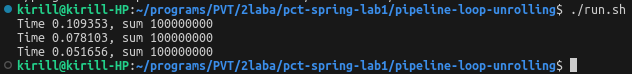 kirill@kirill-HP:~/programs/PVT/2laba/pct-spring-lab1/pipeline-loop-unrolling$ ./run.sh
Time 0.109353, sum 100000000
Time 0.078103, sum 100000000
Time 0.051656, sum 100000000
kirill@kirill-HP:~/programs/PVT/2laba/pct-spring-lab1/pipeline-loop-unrolling$